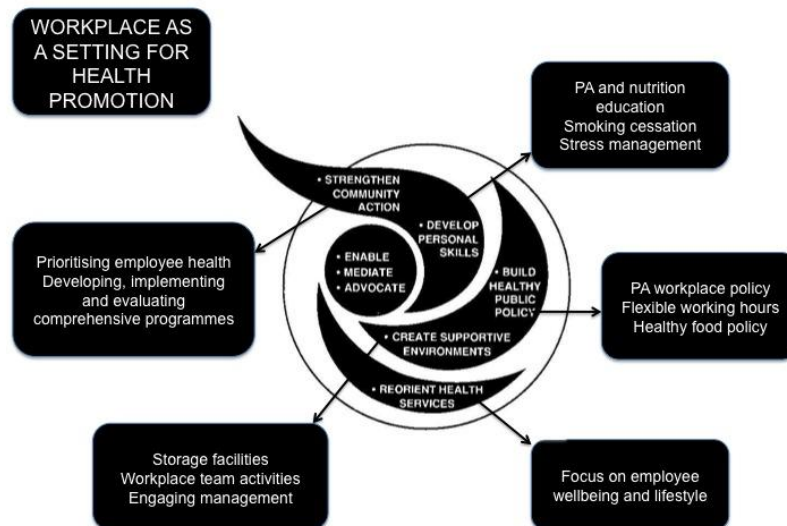 WORKPLACE AS
A SETTING FOR
HEALTH
PROMOTION
PA and nutrition
education
Smoking cessation
Stress management
• STRENGTHEN
COMMUNITY
ACTION
• DEVELOP
PERSONAL
SKILLS
• ENABLE
• MEDIATE
• ADVOCATE
• BUILD
HEALTHY
PUBLIC
POLICY
• CREATE SUPPORTIVE
ENVIRONMENTS
• REORIENT HEALTH
SERVICES
Prioritising employee health
Developing, implementing
and evaluating
comprehensive programmes
PA workplace policy
Flexible working hours
Healthy food policy
Storage facilities
Workplace team activities
Engaging management
Focus on employee
wellbeing and lifestyle